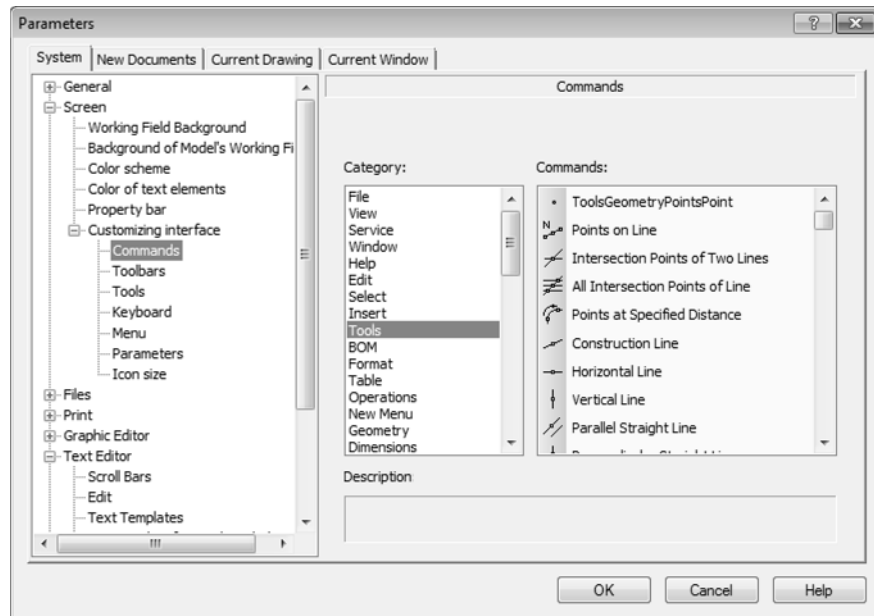 Parameters
System
New Documents
Current Drawing
Current Window
General
Screen
Working Field Background
Background of Model's Working Fi
Color scheme
Color of text elements
Property bar
Customizing interface
Commands
Toolbars
Tools
Keyboard
Menu
Parameters
Icon size
Files
Print
Graphic Editor
Text Editor
Scroll Bars
Edit
Text Templates
Commands
Category:
File
View
Service
Window
Help
Edit
Select
Insert
Tools
BOM
Format
Table
Operations
New Menu
Geometry
Dimensions
Commands:
ToolsGeometryPointsPoint
N
Points on Line
Intersection Points of Two Lines
All Intersection Points of Line
Points at Specified Distance
Construction Line
Horizontal Line
Vertical Line
Parallel Straight Line
Description
OK
Cancel
Help